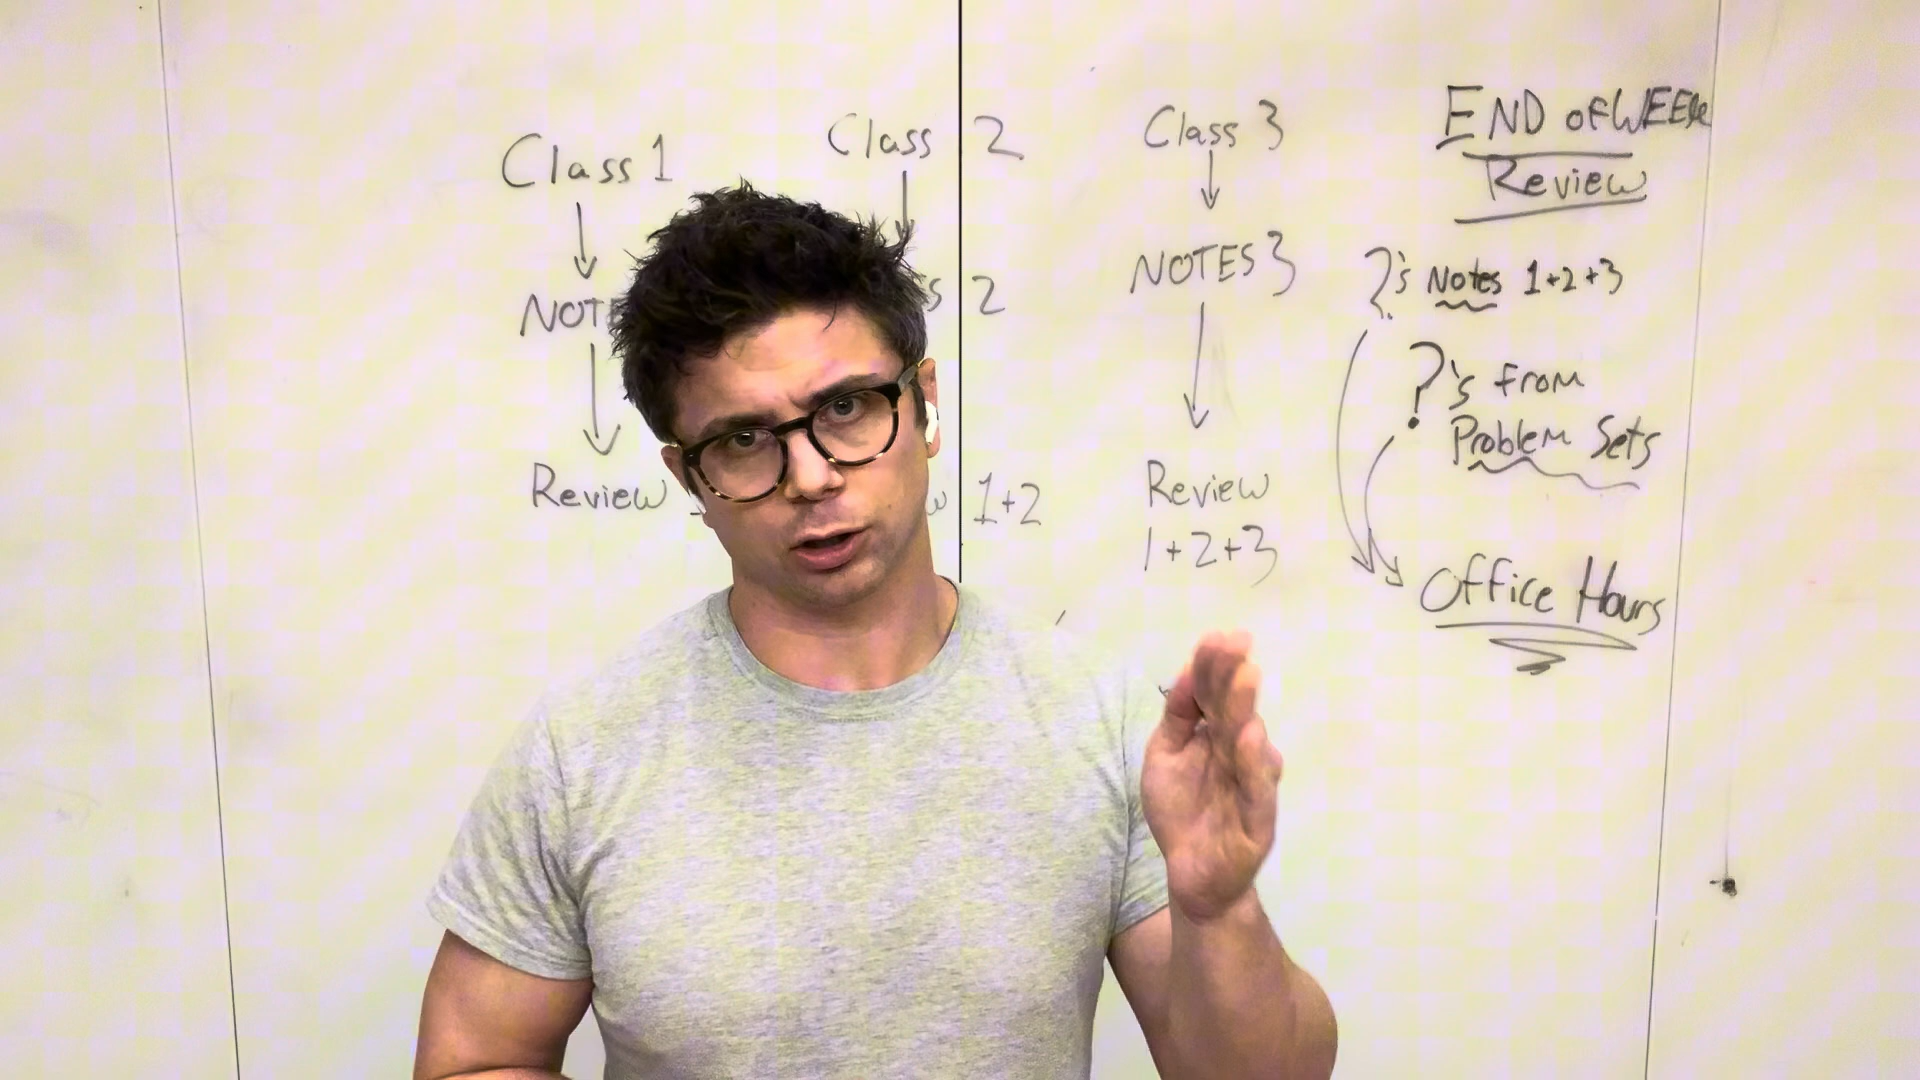 Class 1
Review
Class 2
2
1+2
Class 3
NOTES 3
Review
1+2+3
END OF WEEK
Review
?'s Notes 1+2+3
?'s from
Problem Sets
Office Hours